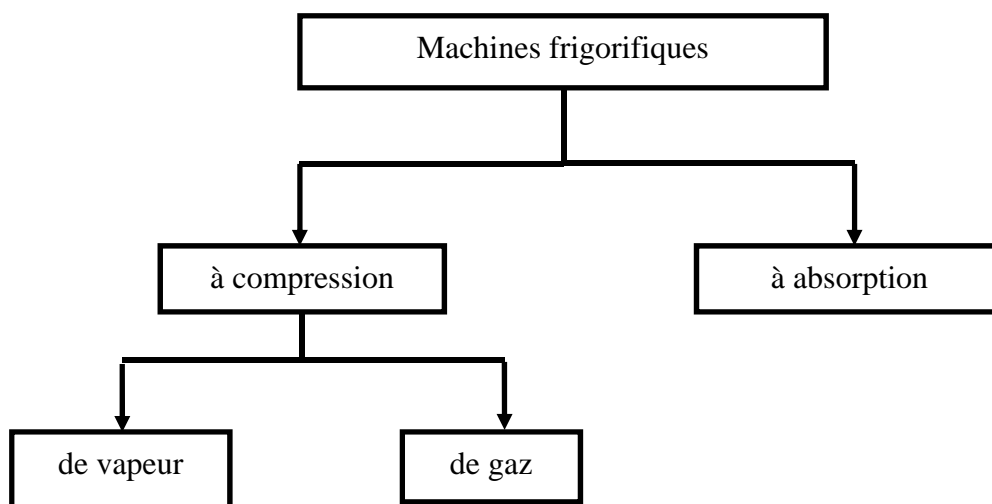 Machines frigorifiques
à compression
à absorption
de vapeur
de gaz